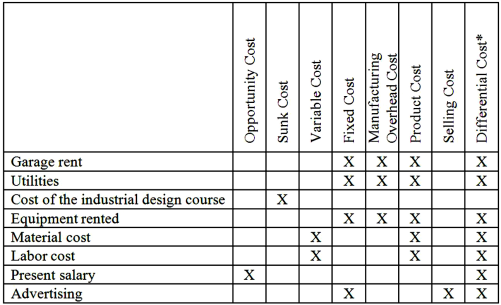 Opportunity Cost
Sunk Cost
Variable Cost
Fixed Cost
Manufacturing
Overhead Cost
Product Cost
Selling Cost
Differential Cost*
Garage rent X X X X
Utilities X X X X
Cost of the industrial design course X
Equipment rented X X X X
Material cost X X X
Labor cost X X X
Present salary X X
Advertising X X X